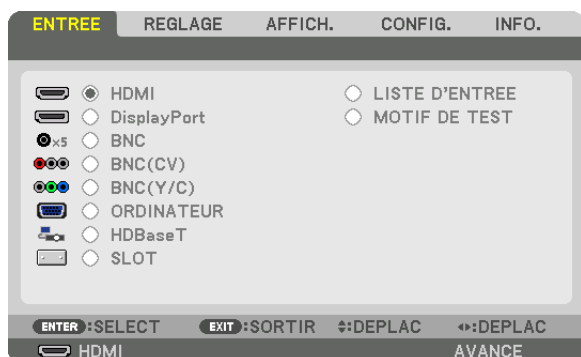 ENTREE REGLAGE AFFICH. CONFIG. INFO.
HDMI
DisplayPort
×5 BNC
BNC(CV)
BNC(Y/C)
ORDINATEUR
HDBaseT
SLOT
LISTE D'ENTREE
MOTIF DE TEST
ENTER:SELECT EXIT:SORTIR :DEPLAC :DEPLAC
HDMI AVANCE